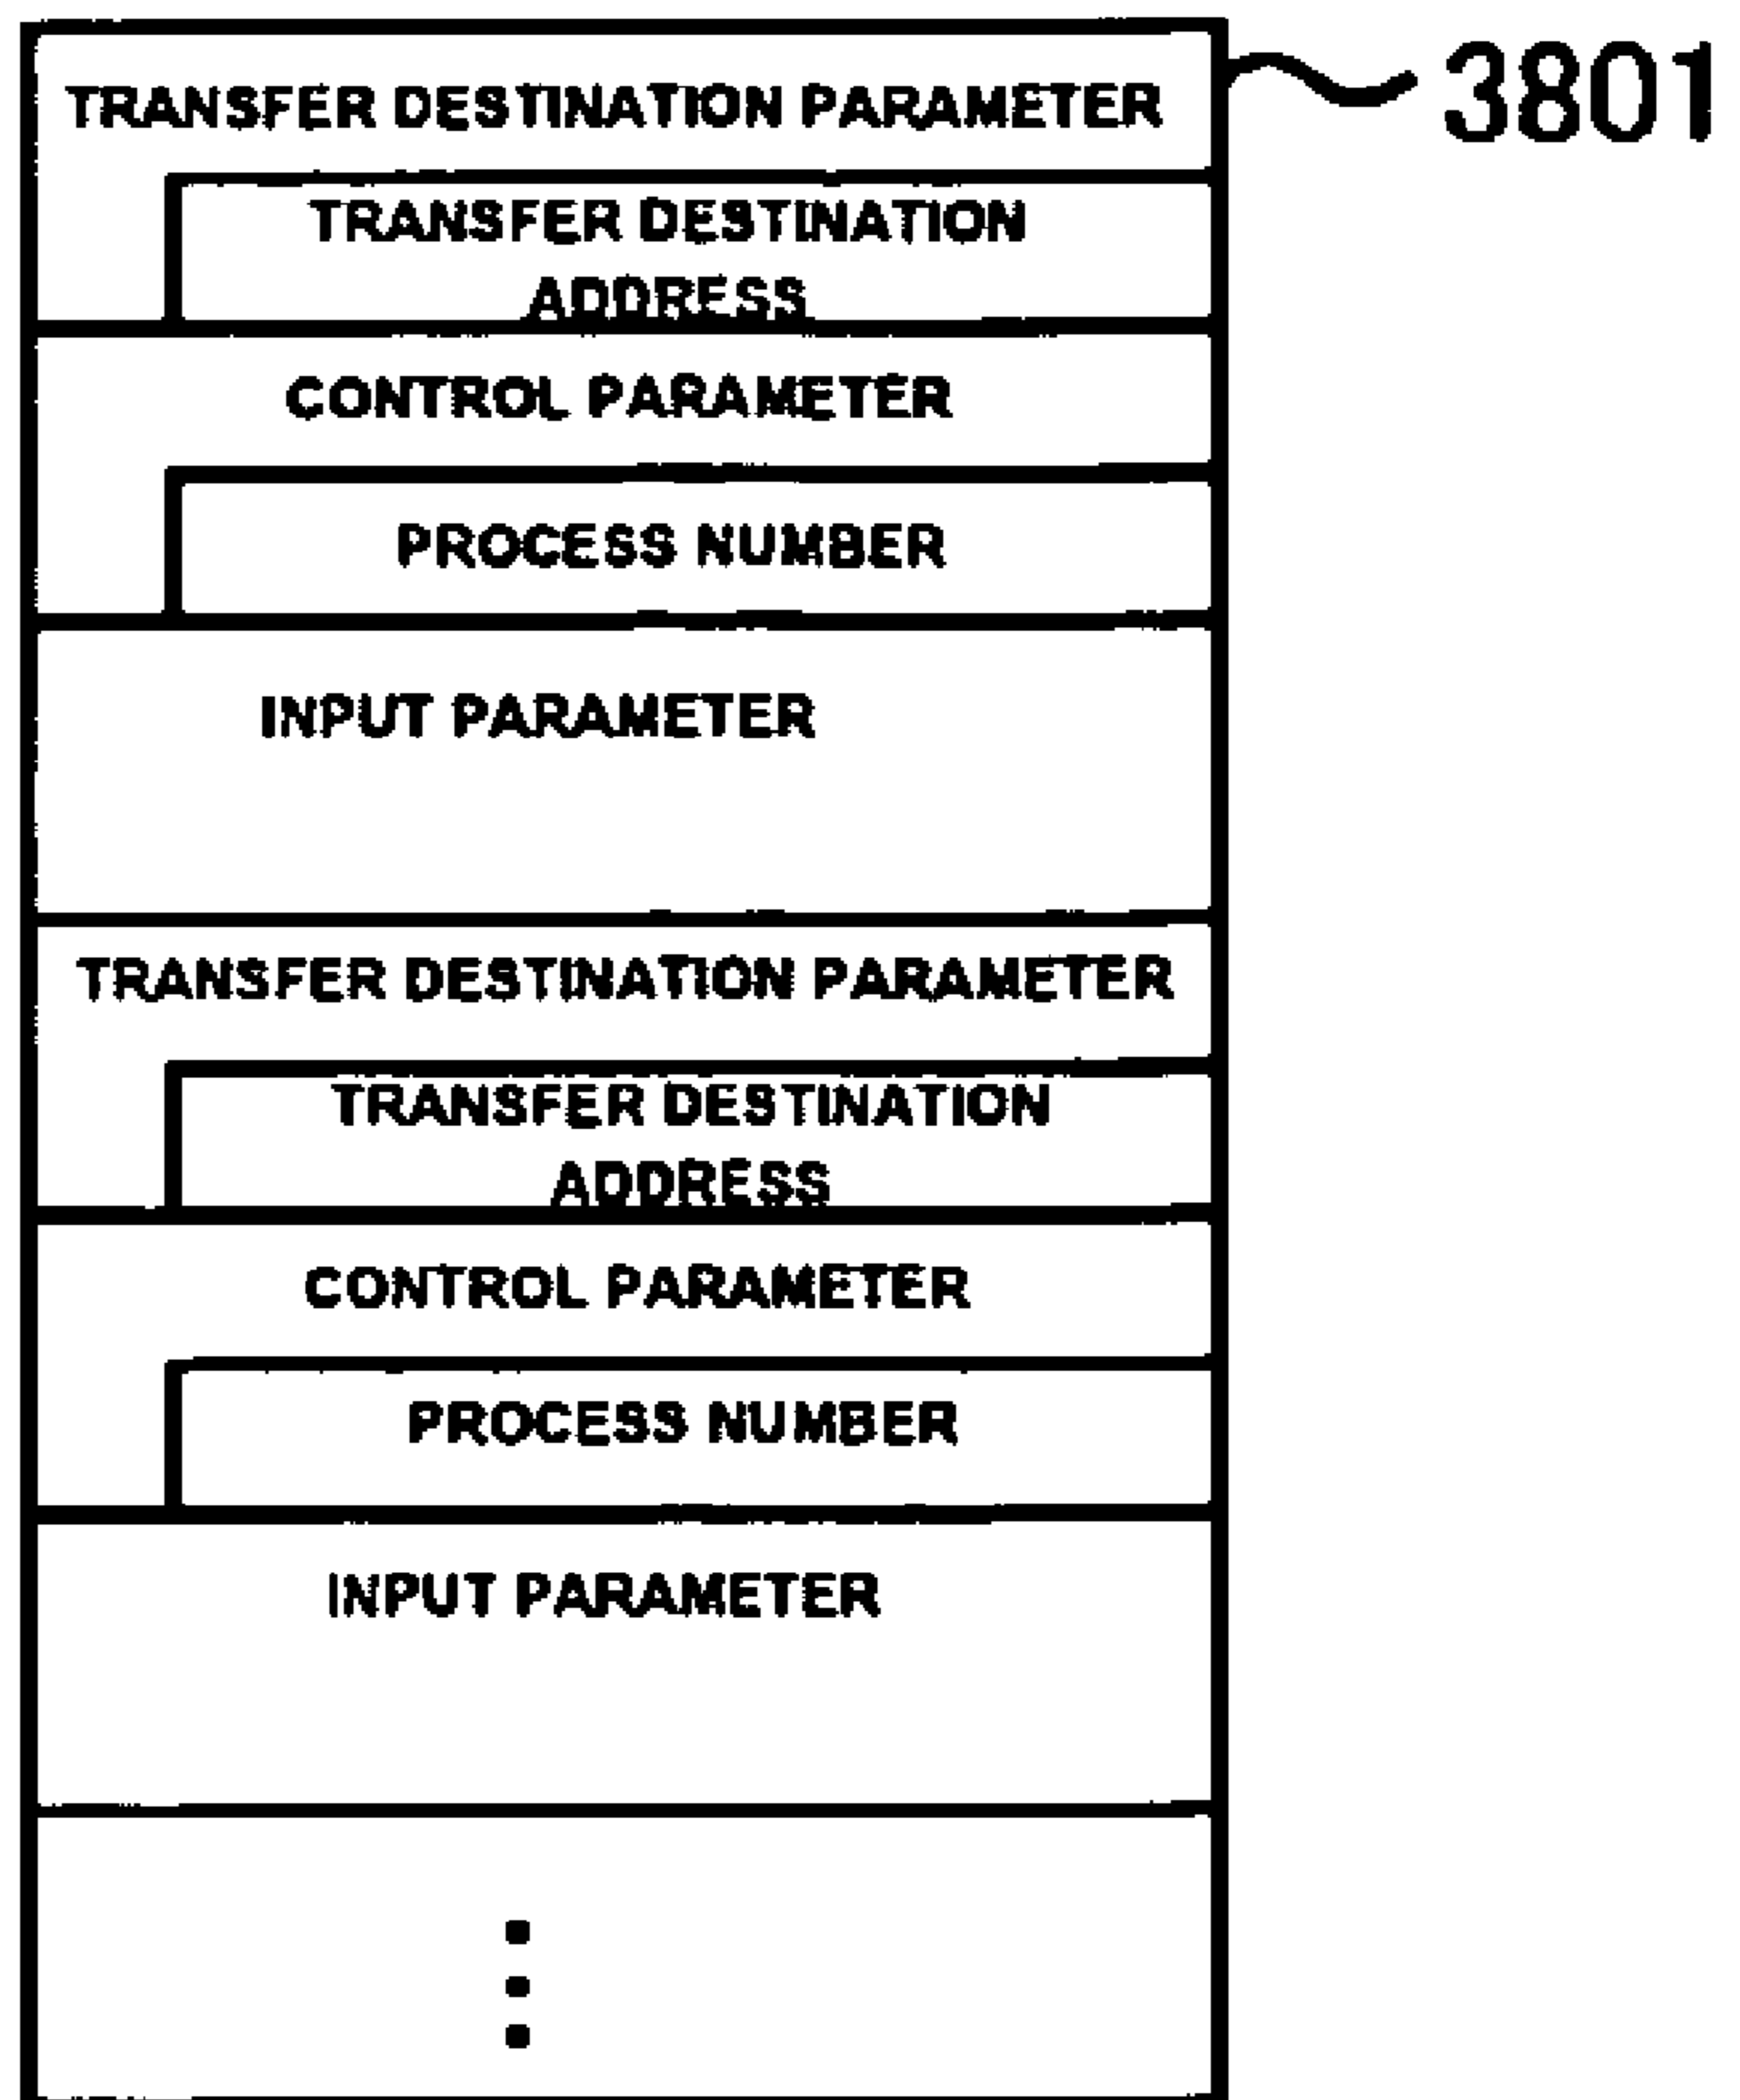 TRANSFER DESTINATION PARAMETER
3801
TRANSFER DESTINATION
ADDRESS
CONTROL PARAMETER
PROCESS NUMBER
INPUT PARAMETER
TRANSFER DESTINATION PARAMETER
TRANSFER DESTINATION
ADDRESS
CONTROL PARAMETER
PROCESS NUMBER
INPUT PARAMETER